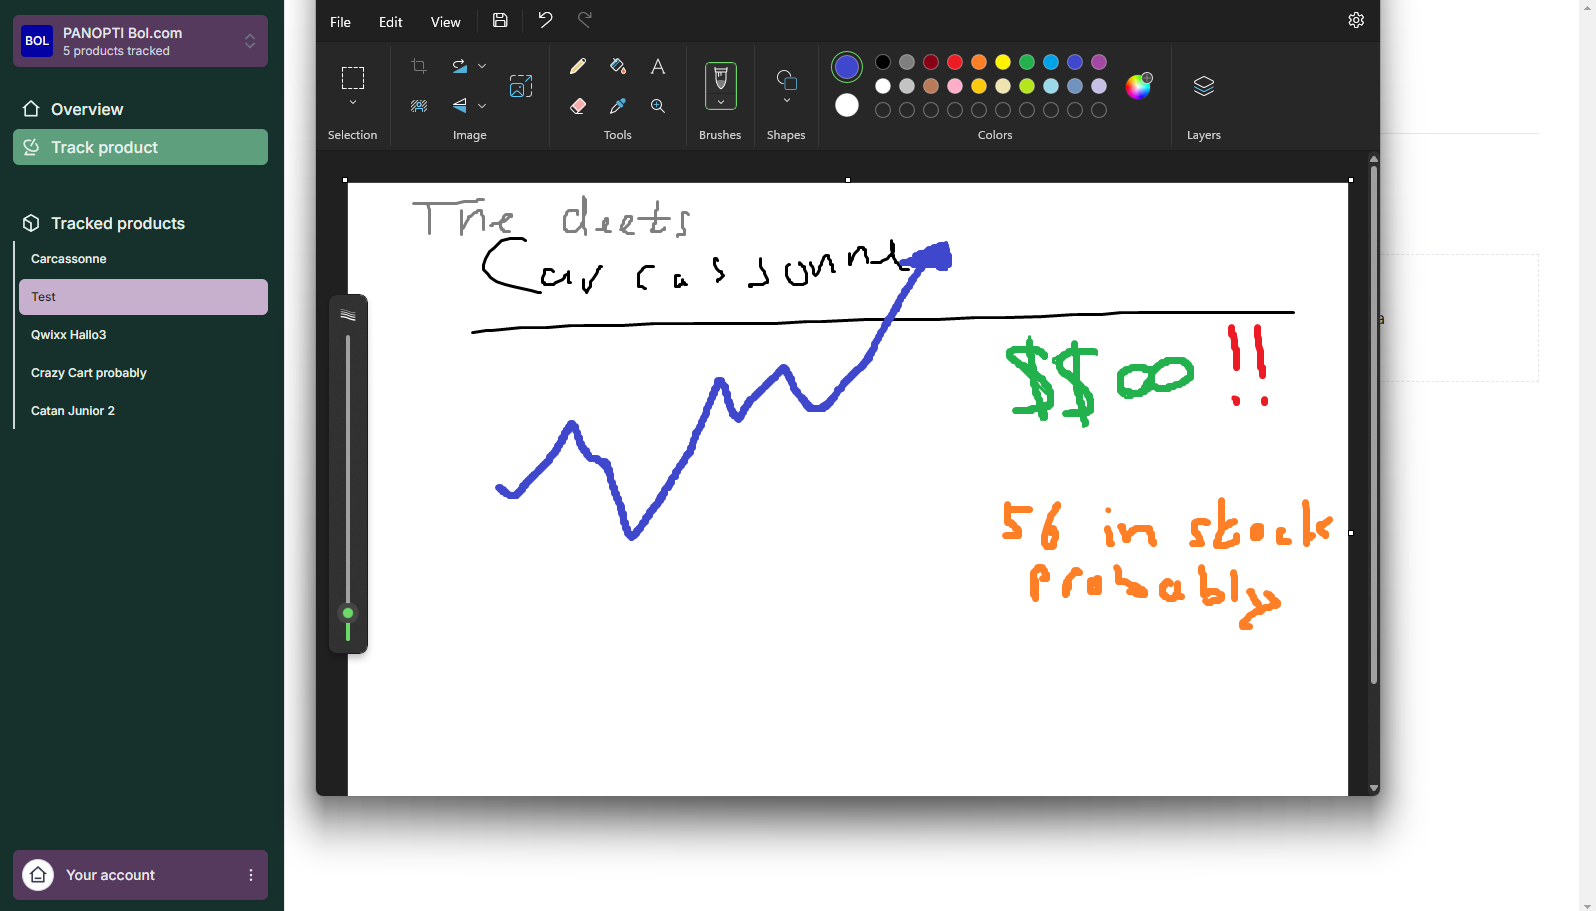 BOL
PANOPTI Bol.com
5 products tracked
Overview
Track product
Tracked products
Carcassonne
Test
Qwixx Hallo3
Crazy Cart probably
Catan Junior 2
Your account
File Edit View
Selection Image Tools Brushes Shapes Colors Layers
The deets
Carcassonne
$$ ∞ !!
56 in stock
probably